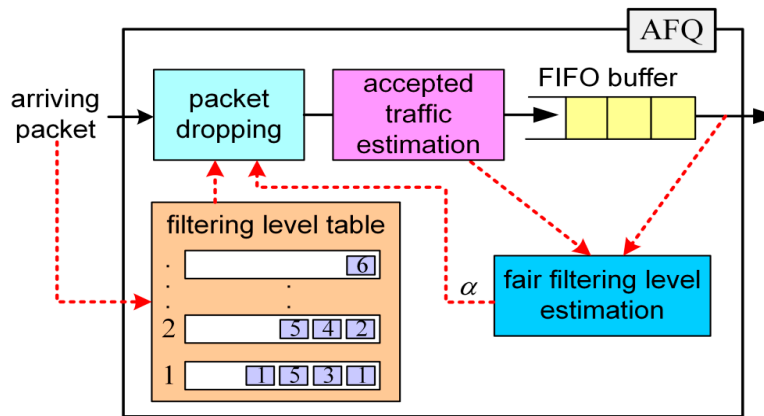 AFQ
arriving
packet
packet
dropping
accepted
traffic
estimation
FIFO buffer
filtering level table
. 6
. .
. :
2 5 4 2
1 1 5 3 1
α
fair filtering level
estimation